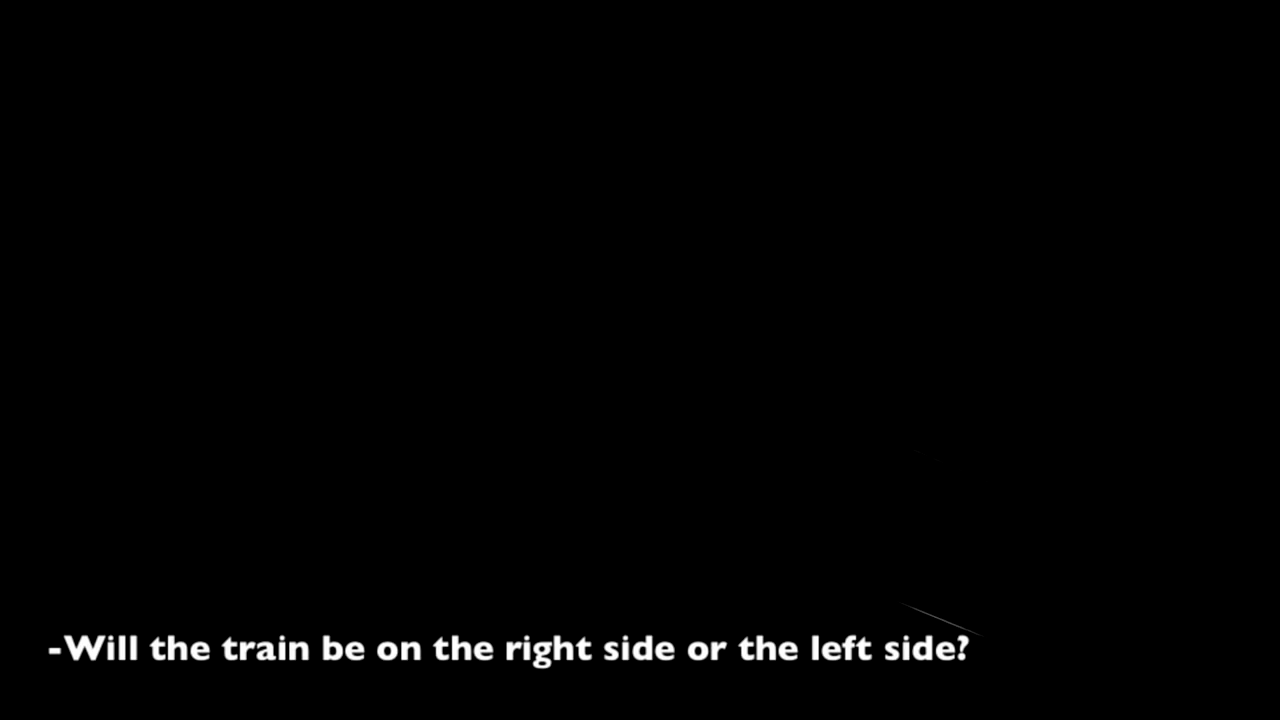 -Will the train be on the right side or the left side?